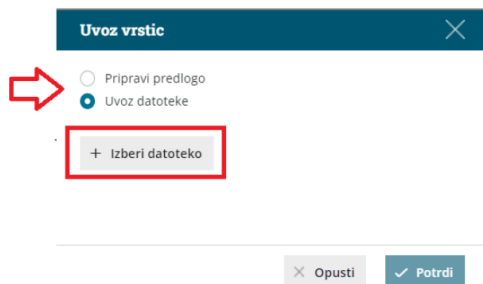 Uvoz vrstic
Pripravi predlogo
Uvoz datoteke
+ Izberi datoteko
Opusti
Potrdi